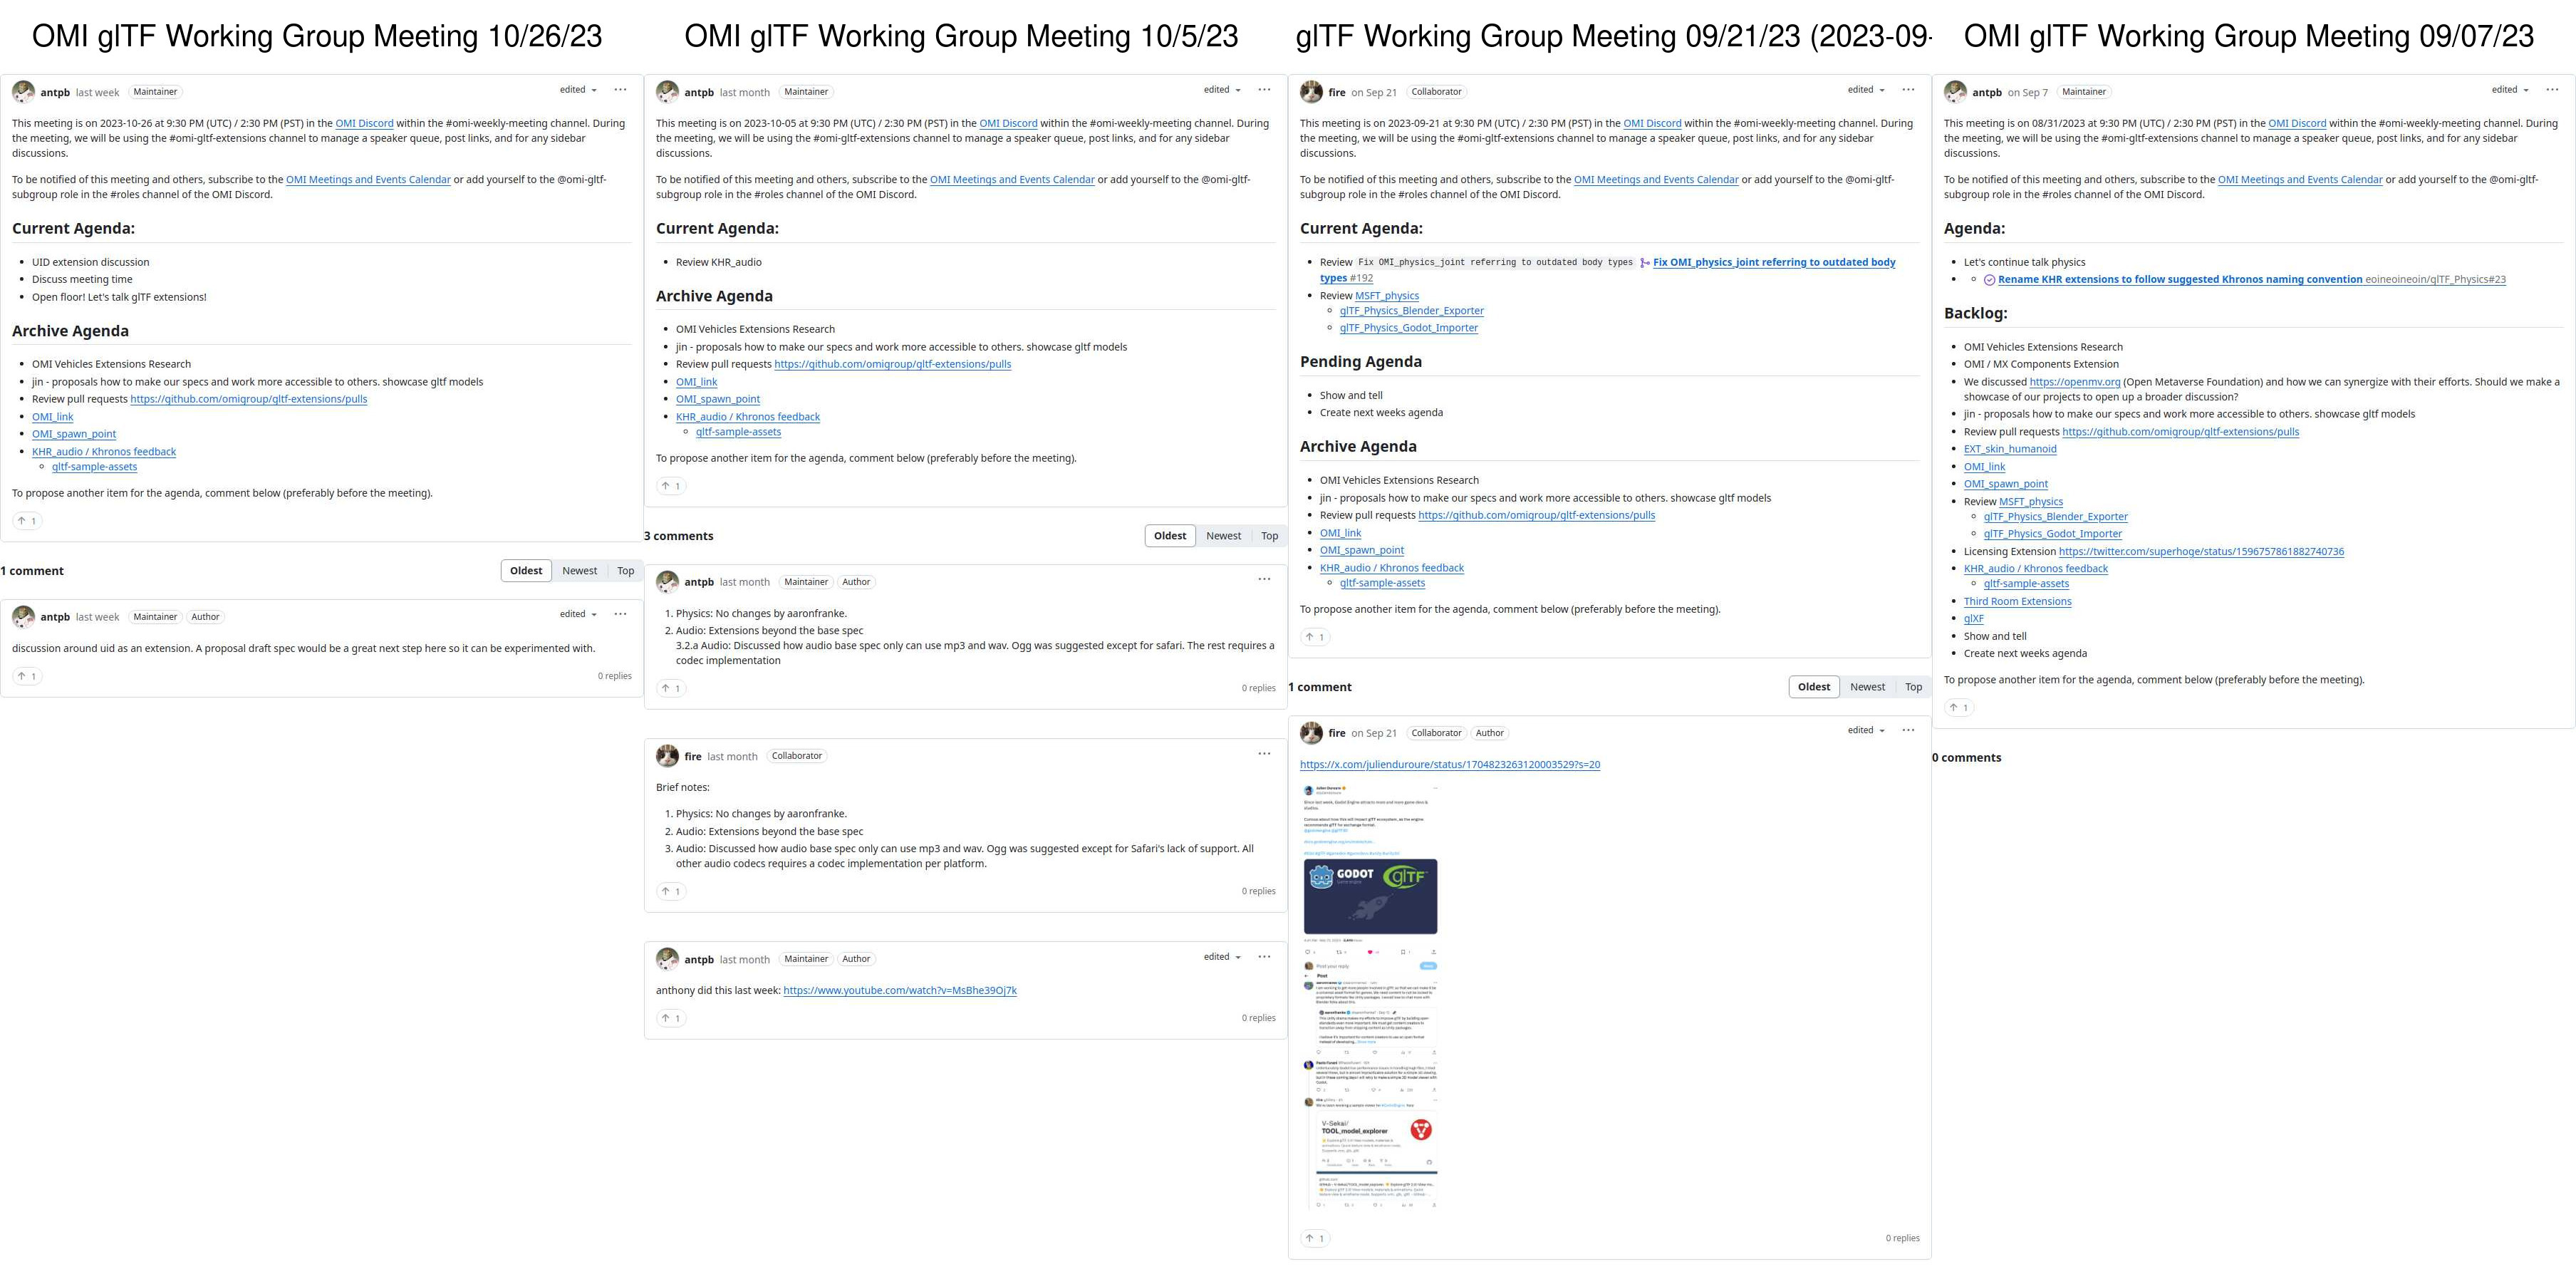 OMI glTF Working Group Meeting 10/26/23
antpb last week Maintainer
edited
This meeting is on 2023-10-26 at 9:30 PM (UTC) / 2:30 PM (PST) in the OMI Discord within the #omi-weekly-meeting channel. During
the meeting, we will be using the #omi-gltf-extensions channel to manage a speaker queue, post links, and for any sidebar
discussions.
To be notified of this meeting and others, subscribe to the OMI Meetings and Events Calendar or add yourself to the @omi-gltf-
subgroup role in the #roles channel of the OMI Discord.
Current Agenda:
UID extension discussion
Discuss meeting time
Open floor! Let's talk glTF extensions!
Archive Agenda
OMI Vehicles Extensions Research
jin - proposals how to make our specs and work more accessible to others. showcase gltf models
Review pull requests https://github.com/omigroup/gltf-extensions/pulls
OMI_link
OMI_spawn_point
KHR_audio / Khronos feedback
gltf-sample-assets
To propose another item for the agenda, comment below (preferably before the meeting).
1
1 comment
Oldest Newest Top
antpb last week Maintainer Author
edited
discussion around uid as an extension. A proposal draft spec would be a great next step here so it can be experimented with.
1
0 replies
OMI glTF Working Group Meeting 10/5/23
antpb last month Maintainer
edited
This meeting is on 2023-10-05 at 9:30 PM (UTC) / 2:30 PM (PST) in the OMI Discord within the #omi-weekly-meeting channel. During
the meeting, we will be using the #omi-gltf-extensions channel to manage a speaker queue, post links, and for any sidebar
discussions.
To be notified of this meeting and others, subscribe to the OMI Meetings and Events Calendar or add yourself to the @omi-gltf-
subgroup role in the #roles channel of the OMI Discord.
Current Agenda:
Review KHR_audio
Archive Agenda
OMI Vehicles Extensions Research
jin - proposals how to make our specs and work more accessible to others. showcase gltf models
Review pull requests https://github.com/omigroup/gltf-extensions/pulls
OMI_link
OMI_spawn_point
KHR_audio / Khronos feedback
gltf-sample-assets
To propose another item for the agenda, comment below (preferably before the meeting).
1
3 comments
Oldest Newest Top
antpb last month Maintainer Author
1. Physics: No changes by aaronfranke.
2. Audio: Extensions beyond the base spec
3.2.a Audio: Discussed how audio base spec only can use mp3 and wav. Ogg was suggested except for safari. The rest requires a
codec implementation
1
0 replies
fire last month Collaborator
Brief notes:
1. Physics: No changes by aaronfranke.
2. Audio: Extensions beyond the base spec
3. Audio: Discussed how audio base spec only can use mp3 and wav. Ogg was suggested except for Safari's lack of support. All
other audio codecs requires a codec implementation per platform.
1
0 replies
antpb last month Maintainer Author
edited
anthony did this last week: https://www.youtube.com/watch?v=MsBhe39Oj7k
1
0 replies
glTF Working Group Meeting 09/21/23 (2023-09-
fire on Sep 21 Collaborator
edited
This meeting is on 2023-09-21 at 9:30 PM (UTC) / 2:30 PM (PST) in the OMI Discord within the #omi-weekly-meeting channel. During
the meeting, we will be using the #omi-gltf-extensions channel to manage a speaker queue, post links, and for any sidebar
discussions.
To be notified of this meeting and others, subscribe to the OMI Meetings and Events Calendar or add yourself to the @omi-gltf-
subgroup role in the #roles channel of the OMI Discord.
Current Agenda:
Review Fix OMI_physics_joint referring to outdated body types Fix OMI_physics_joint referring to outdated body
types #192
Review MSFT_physics
glTF_Physics_Blender_Exporter
glTF_Physics_Godot_Importer
Pending Agenda
Show and tell
Create next weeks agenda
Archive Agenda
OMI Vehicles Extensions Research
jin - proposals how to make our specs and work more accessible to others. showcase gltf models
Review pull requests https://github.com/omigroup/gltf-extensions/pulls
OMI_link
OMI_spawn_point
KHR_audio / Khronos feedback
gltf-sample-assets
To propose another item for the agenda, comment below (preferably before the meeting).
1
1 comment
Oldest Newest Top
fire on Sep 21 Collaborator Author
edited
https://x.com/julienduroure/status/1704823263120003529?s=20
GODOT glTF
Post your reply
Post
V-Sekai/
TOOL_model_explorer
1
0 replies
OMI glTF Working Group Meeting 09/07/23
antpb on Sep 7 Maintainer
edited
This meeting is on 08/31/2023 at 9:30 PM (UTC) / 2:30 PM (PST) in the OMI Discord within the #omi-weekly-meeting channel. During
the meeting, we will be using the #omi-gltf-extensions channel to manage a speaker queue, post links, and for any sidebar
discussions.
To be notified of this meeting and others, subscribe to the OMI Meetings and Events Calendar or add yourself to the @omi-gltf-
subgroup role in the #roles channel of the OMI Discord.
Agenda:
Let's continue talk physics
Rename KHR extensions to follow suggested Khronos naming convention eoineoineoin/glTF_Physics#23
Backlog:
OMI Vehicles Extensions Research
OMI / MX Components Extension
We discussed https://openmv.org (Open Metaverse Foundation) and how we can synergize with their efforts. Should we make a
showcase of our projects to open up a broader discussion?
jin - proposals how to make our specs and work more accessible to others. showcase gltf models
Review pull requests https://github.com/omigroup/gltf-extensions/pulls
EXT_skin_humanoid
OMI_link
OMI_spawn_point
Review MSFT_physics
glTF_Physics_Blender_Exporter
glTF_Physics_Godot_Importer
Licensing Extension https://twitter.com/superhoge/status/1596757861882740736
KHR_audio / Khronos feedback
gltf-sample-assets
Third Room Extensions
glXF
Show and tell
Create next weeks agenda
To propose another item for the agenda, comment below (preferably before the meeting).
1
0 comments